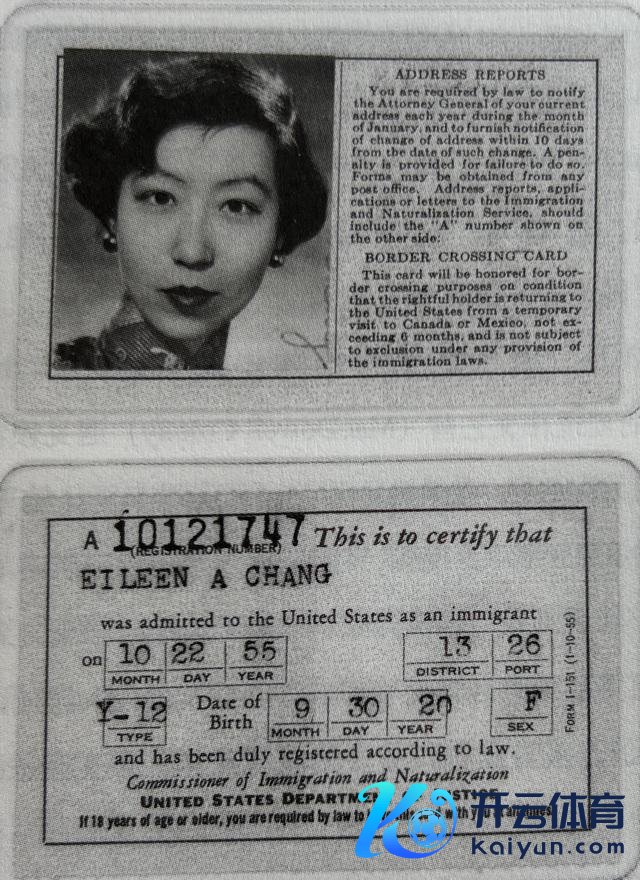 ADDRESS REPORTS
You are required by law to notify
the Attorney General of your current
address each year during the month
of January, and to furnish notification
of change of address within 10 days
from the date of such change. A pen-
alty is provided for failure to do so.
Forms may be obtained from any
post office. Address reports, appli-
cations or letters to the Immigration
and Naturalization Service, should
include the "A" number shown on
the other side:
BORDER CROSSING CARD
This card will be honored for bor-
der crossing purposes on condition
that the rightful holder is returning to
the United States from a temporary
visit to Canada or Mexico, not ex-
ceeding 6 months, and is not subject
to exclusion under any provision of
the immigration laws.
A 10121747 This is to certify that
(REGISTRATION NUMBER)
EILEEN A CHANG
was admitted to the United States as an immigrant
on 10 22 55 13 26
MONTH DAY YEAR DISTRICT PORT
Y-12 Date of Birth 9 30 20 F
TYPE MONTH DAY YEAR SEX
FORM I-151 (1-10-55)
and has been duly registered according to law.
Commissioner of Immigration and Naturalization
UNITED STATES
If 18 years of age or older, you are required by law to
开云体育
kaiyun.com